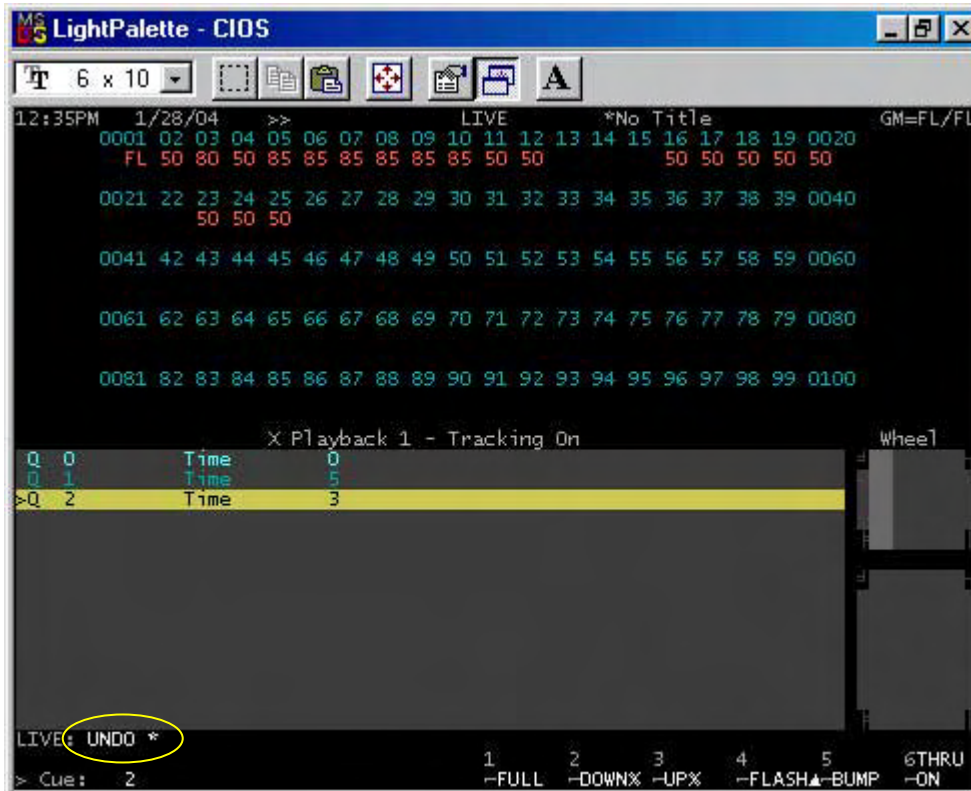 LightPalette - CIOS
6 x 10
12:35PM 1/28/04 >> LIVE *No Title GM=FL/FL
0001 02 03 04 05 06 07 08 09 10 11 12 13 14 15 16 17 18 19 0020
FL 50 80 50 85 85 85 85 85 85 50 50 50 50 50 50 50
0021 22 23 24 25 26 27 28 29 30 31 32 33 34 35 36 37 38 39 0040
50 50 50
0041 42 43 44 45 46 47 48 49 50 51 52 53 54 55 56 57 58 59 0060
0061 62 63 64 65 66 67 68 69 70 71 72 73 74 75 76 77 78 79 0080
0081 82 83 84 85 86 87 88 89 90 91 92 93 94 95 96 97 98 99 0100
X Playback 1 - Tracking On Wheel
Q 0 Time 0
Q 1 Time 5
>Q 2 Time 3
LIVE: UNDO *
1 2 3 4 5 6THRU
> Cue: 2 ←FULL ←DOWN% ←UP% ←FLASH▲ ←BUMP ←ON